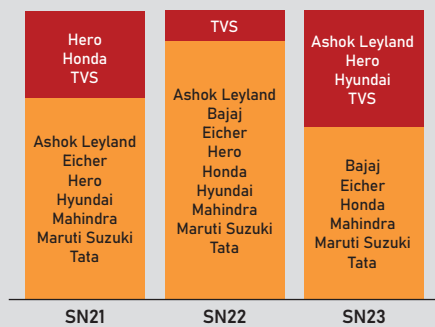 Hero
Honda
TVS
Ashok Leyland
Eicher
Hero
Hyundai
Mahindra
Maruti Suzuki
Tata
SN21
TVS
Ashok Leyland
Bajaj
Eicher
Hero
Honda
Hyundai
Mahindra
Maruti Suzuki
Tata
SN22
Ashok Leyland
Hero
Hyundai
TVS
Bajaj
Eicher
Honda
Mahindra
Maruti Suzuki
Tata
SN23